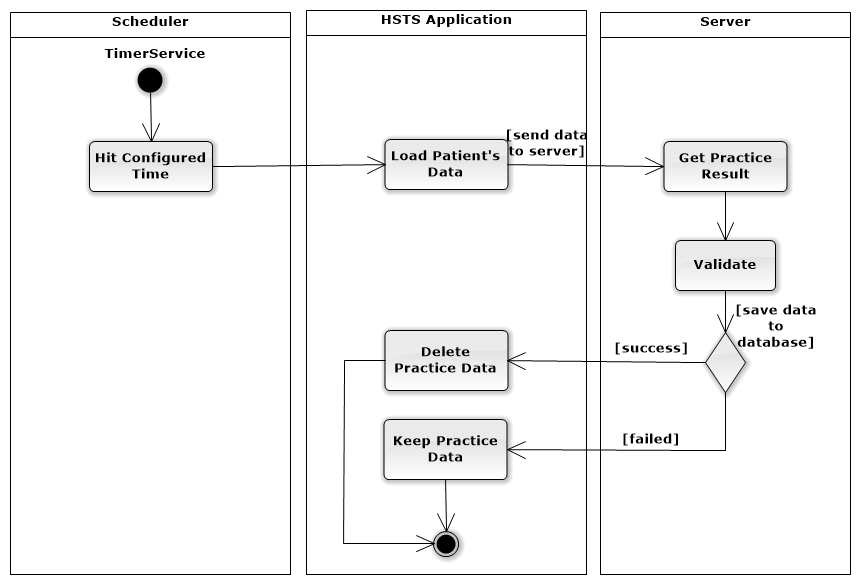 Scheduler
HSTS Application
Server
TimerService
Hit Configured
Time
Load Patient's
Data
[send data
to server]
Get Practice
Result
Validate
[save data
to
database]
[success]
Delete
Practice Data
[failed]
Keep Practice
Data